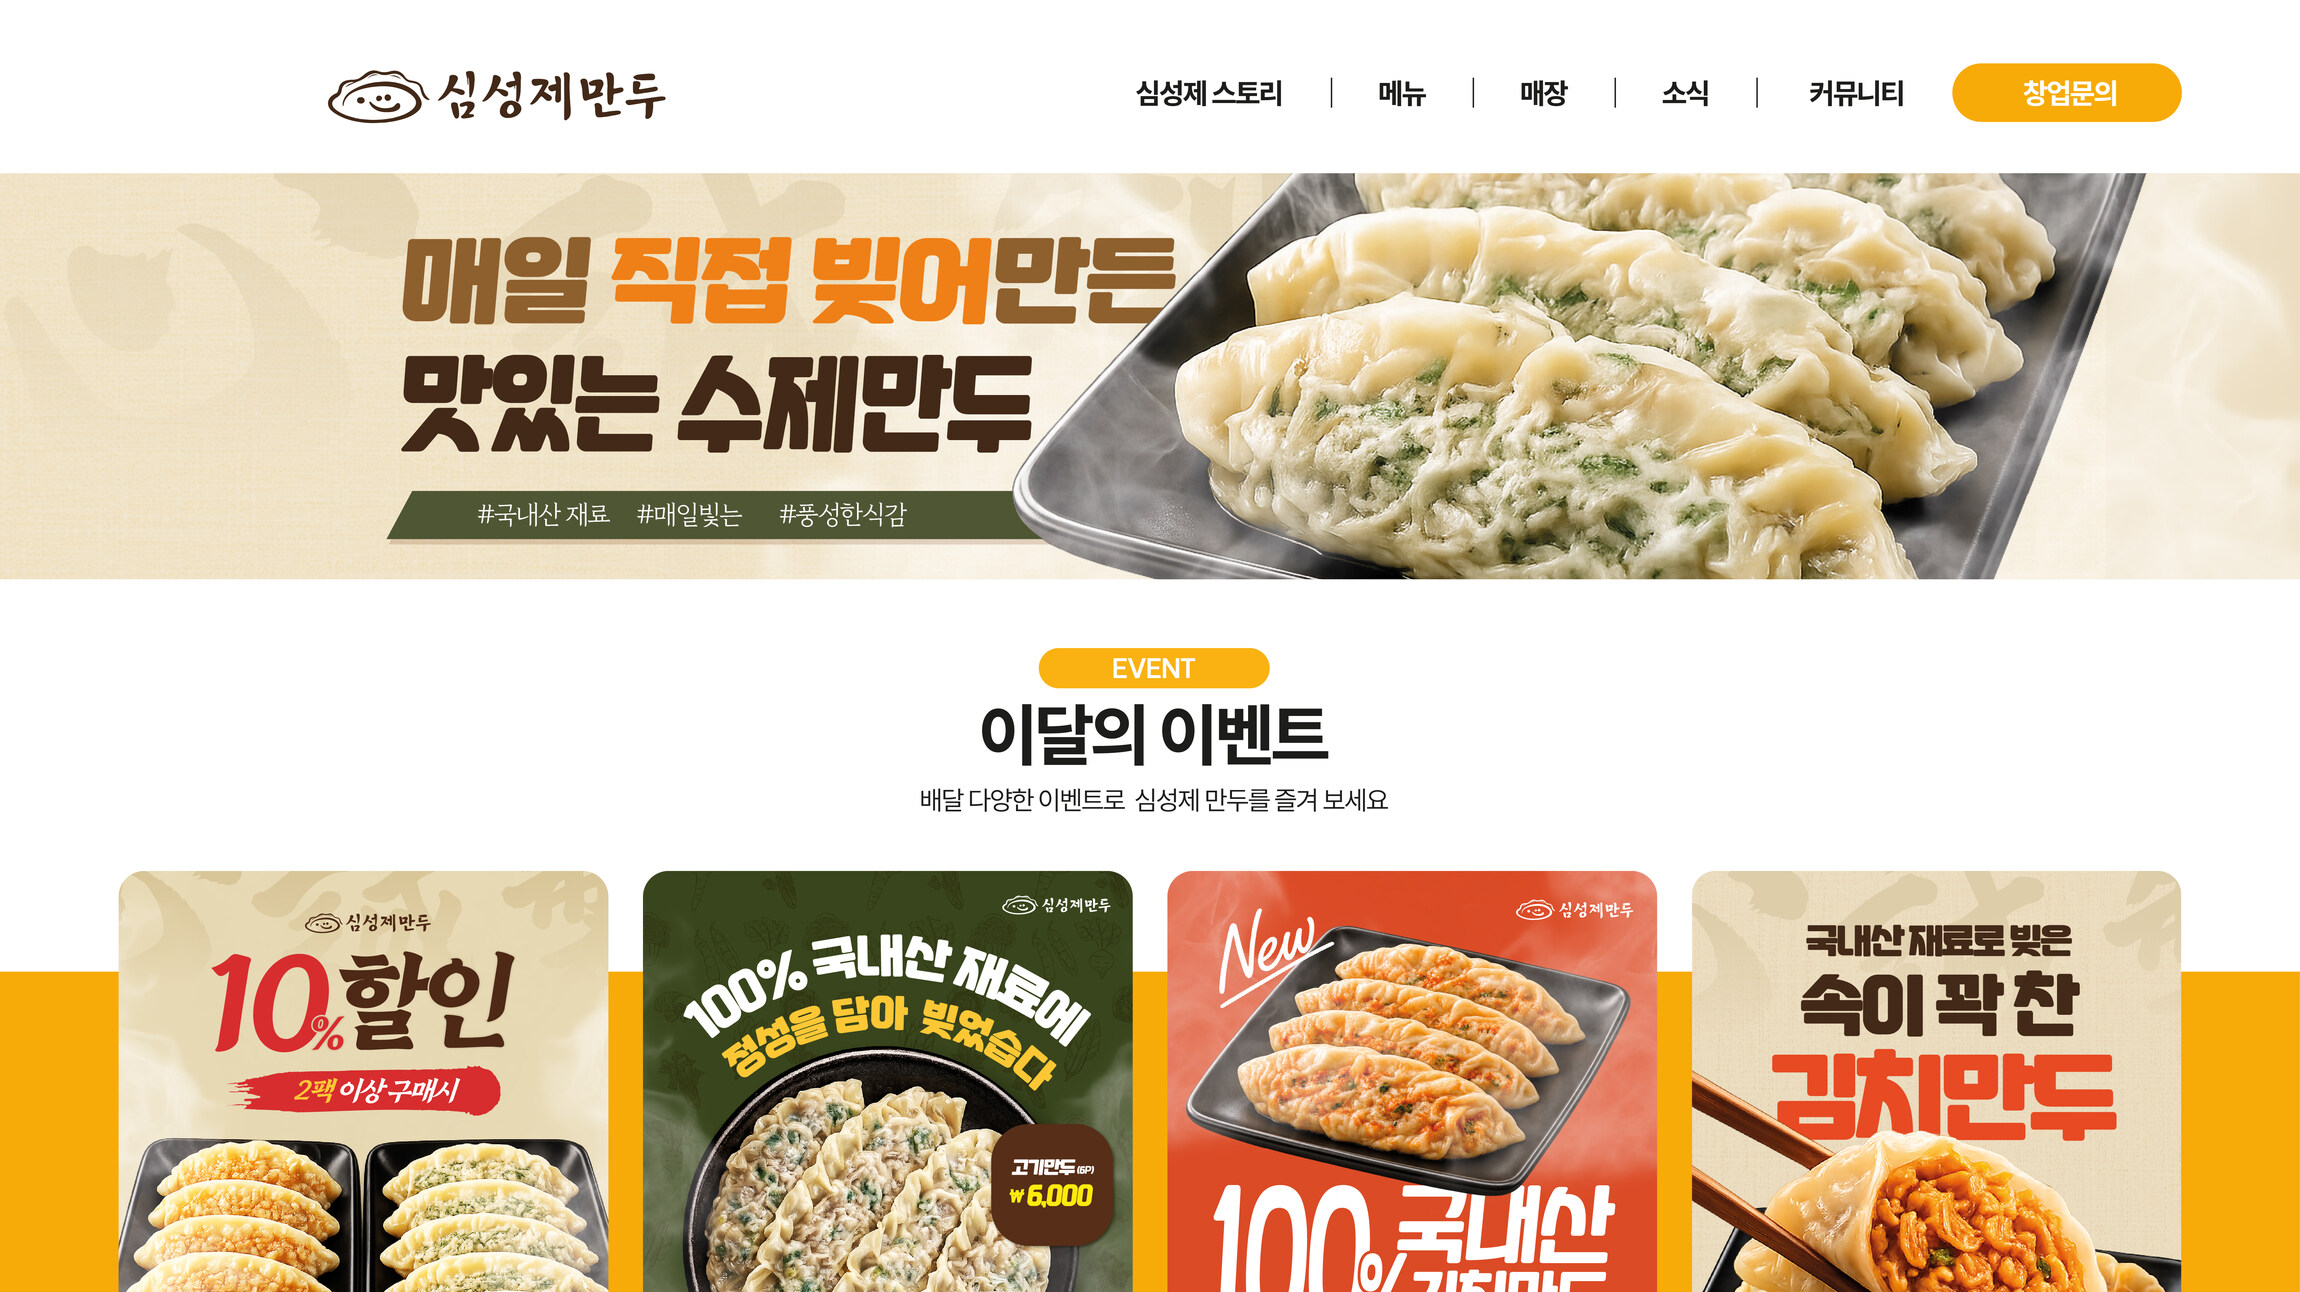 심성제만두
심성제 스토리 | 메뉴 | 매장 | 소식 | 커뮤니티 창업문의
매일 직접 빚어만든
맛있는 수제만두
#국내산 재료 #매일빛는 #풍성한식감
EVENT
이달의 이벤트
배달 다양한 이벤트로 심성제 만두를 즐겨 보세요
심성제만두
10% 할인
2팩 이상 구매시
심성제만두
100% 국내산 재료에
정성을 담아 빚었습니다
고기만두 (6P)
₩6,000
심성제만두
New
100% 국내산
김치만두
국내산 재료로 빚은
속이 꽉 찬
김치만두